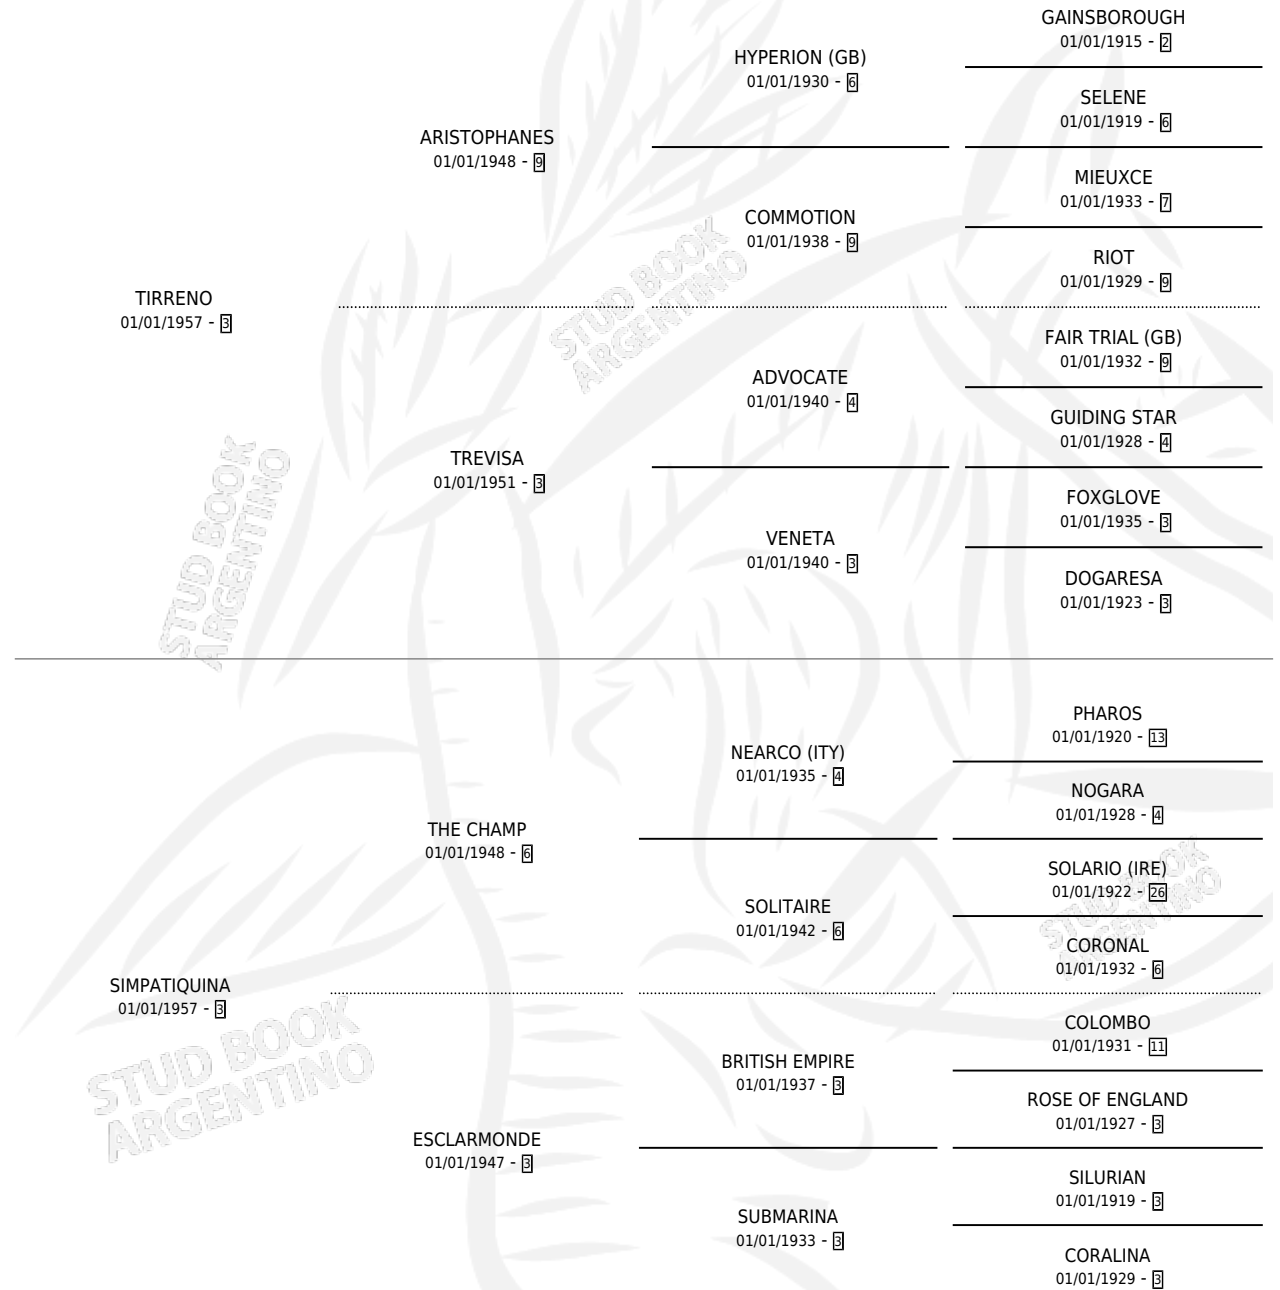 GAINSBOROUGH
01/01/1915 - 2
HYPERION (GB)
01/01/1930 - 6
SELENE
01/01/1919 - 6
ARISTOPHANES
01/01/1948 - 9
MIEUXCE
01/01/1933 - 7
COMMOTION
01/01/1938 - 9
RIOT
01/01/1929 - 9
TIRRENO
01/01/1957 - 3
STUD BOOK
ARGENTINO
FAIR TRIAL (GB)
01/01/1932 - 9
ADVOCATE
01/01/1940 - 4
GUIDING STAR
01/01/1928 - 4
TREVISA
01/01/1951 - 3
FOXGLOVE
01/01/1935 - 3
VENETA
01/01/1940 - 3
DOGARESA
01/01/1923 - 3
STUD BOOK
ARGENTINO
PHAROS
01/01/1920 - 13
NEARCO (ITY)
01/01/1935 - 4
NOGARA
01/01/1928 - 4
THE CHAMP
01/01/1948 - 6
SOLARIO (IRE)
01/01/1922 - 26
SOLITAIRE
01/01/1942 - 6
STUD BOOK
ARGENTINO
CORONAL
01/01/1932 - 6
SIMPATIQUINA
01/01/1957 - 3
STUD BOOK
ARGENTINO
COLOMBO
01/01/1931 - 11
BRITISH EMPIRE
01/01/1937 - 3
ROSE OF ENGLAND
01/01/1927 - 3
ESCLARMONDE
01/01/1947 - 3
SILURIAN
01/01/1919 - 3
SUBMARINA
01/01/1933 - 3
CORALINA
01/01/1929 - 3